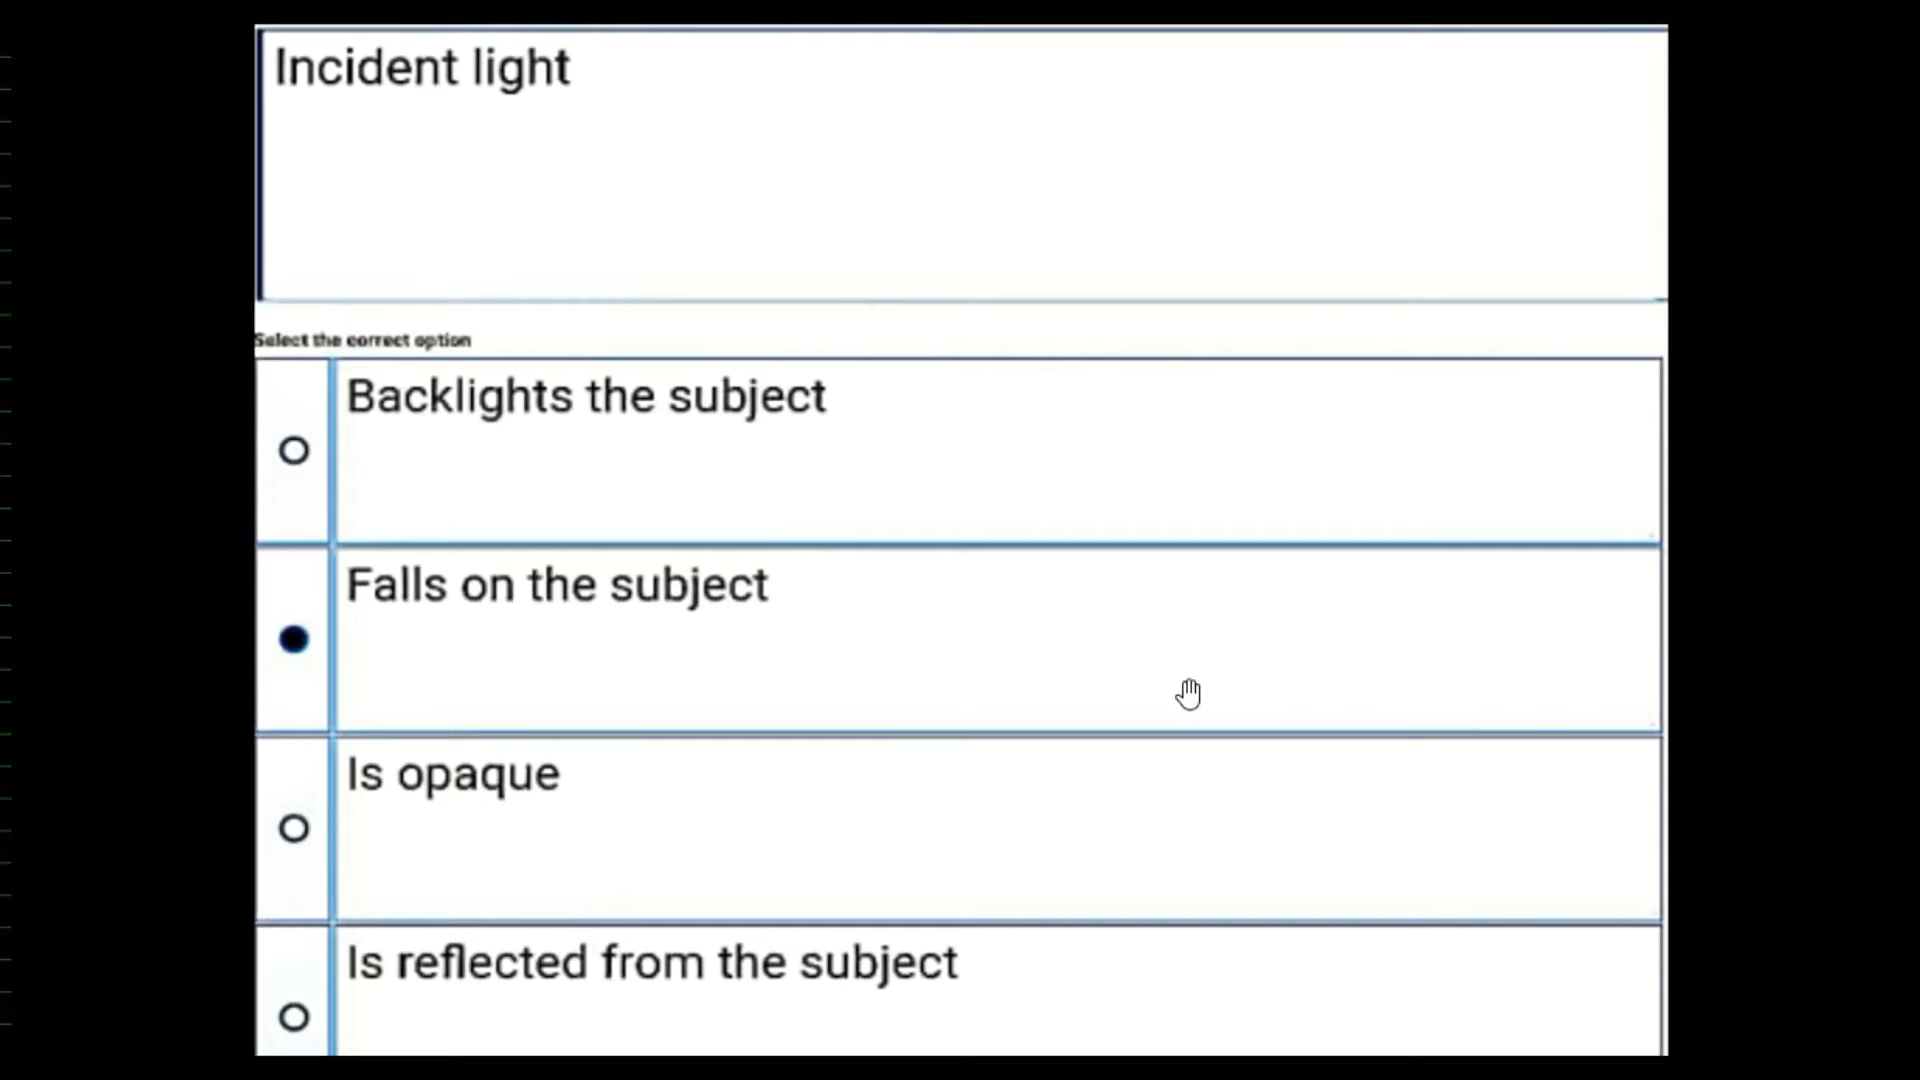 Incident light
Select the correct option
Backlights the subject
Falls on the subject
Is opaque
Is reflected from the subject